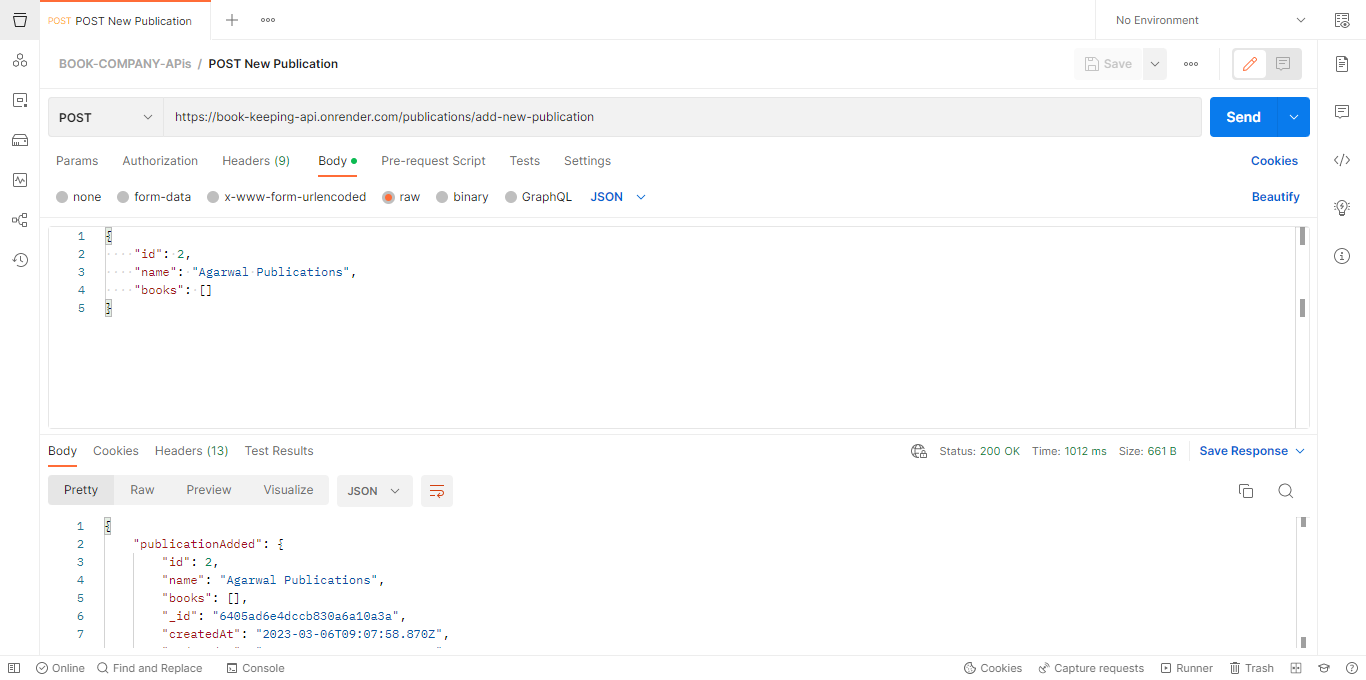 POST POST New Publication
No Environment
BOOK-COMPANY-APIs / POST New Publication
Save
POST
https://book-keeping-api.onrender.com/publications/add-new-publication
Send
Params Authorization Headers (9) Body Pre-request Script Tests Settings Cookies
none form-data x-www-form-urlencoded raw binary GraphQL JSON Beautify
1 {
2 "id": 2,
3 "name": "Agarwal Publications",
4 "books": []
5 }
Body Cookies Headers (13) Test Results Status: 200 OK Time: 1012 ms Size: 661 B Save Response
Pretty Raw Preview Visualize JSON
1 {
2 "publicationAdded": {
3 "id": 2,
4 "name": "Agarwal Publications",
5 "books": [],
6 "_id": "6405ad6e4dccb830a6a10a3a",
7 "createdAt": "2023-03-06T09:07:58.870Z",
Online Find and Replace Console Cookies Capture requests Runner Trash